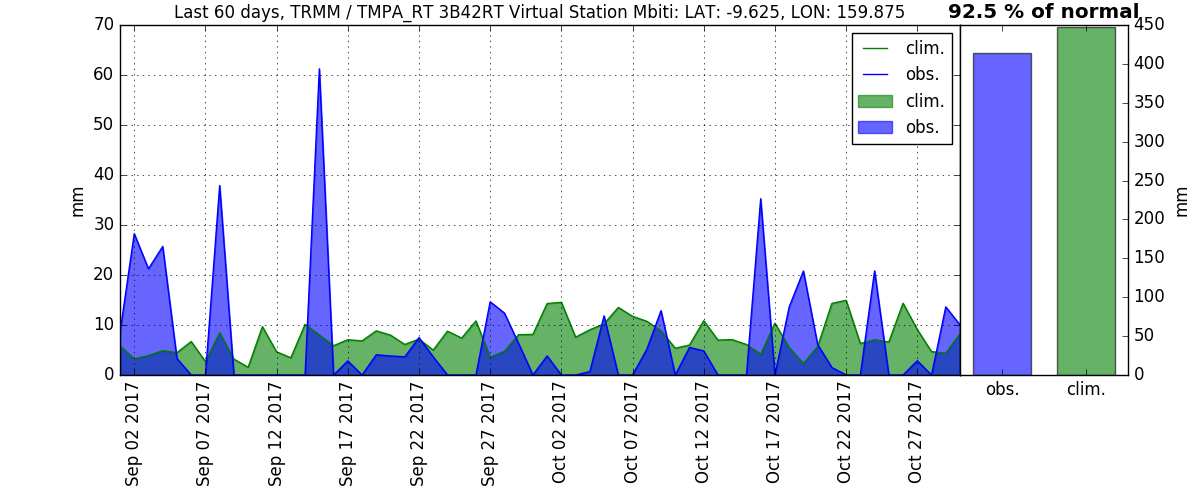 Last 60 days, TRMM / TMPA_RT 3B42RT Virtual Station Mbiti: LAT: -9.625, LON: 159.875
92.5 % of normal
70
60
50
40
30
20
10
0
mm
clim.
obs.
clim.
obs.
450
400
350
300
250
200
150
100
50
0
mm
obs.
clim.
Sep 02 2017
Sep 07 2017
Sep 12 2017
Sep 17 2017
Sep 22 2017
Sep 27 2017
Oct 02 2017
Oct 07 2017
Oct 12 2017
Oct 17 2017
Oct 22 2017
Oct 27 2017